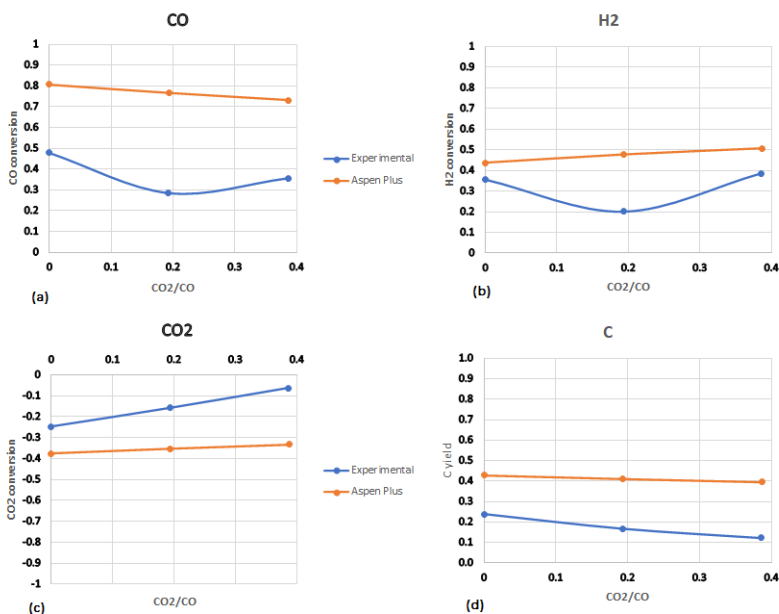 CO
1
0.9
0.8
0.7
0.6
0.5
0.4
0.3
0.2
0.1
0
CO conversion
0 0.1 0.2 0.3 0.4
CO2/CO
(a)
Experimental
Aspen Plus
H2
1
0.9
0.8
0.7
0.6
0.5
0.4
0.3
0.2
0.1
0
H2 conversion
0 0.1 0.2 0.3 0.4
CO2/CO
(b)
CO2
0 0.1 0.2 0.3 0.4
0
-0.1
-0.2
-0.3
-0.4
-0.5
-0.6
-0.7
-0.8
-0.9
-1
CO2 conversion
CO2/CO
(c)
Experimental
Aspen Plus
C
1.0
0.9
0.8
0.7
0.6
0.5
0.4
0.3
0.2
0.1
0.0
C yield
0 0.1 0.2 0.3 0.4
CO2/CO
(d)